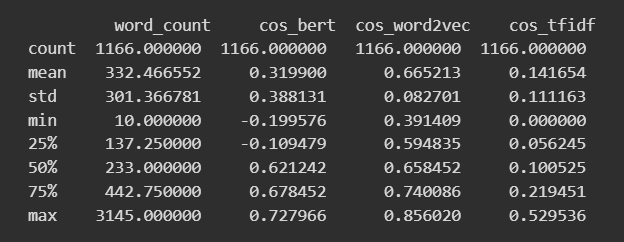 word_count cos_bert cos_word2vec cos_tfidf
count 1166.000000 1166.000000 1166.000000 1166.000000
mean 332.466552 0.319900 0.665213 0.141654
std 301.366781 0.388131 0.082701 0.111163
min 10.000000 -0.199576 0.391409 0.000000
25% 137.250000 -0.109479 0.594835 0.056245
50% 233.000000 0.621242 0.658452 0.100525
75% 442.750000 0.678452 0.740086 0.219451
max 3145.000000 0.727966 0.856020 0.529536